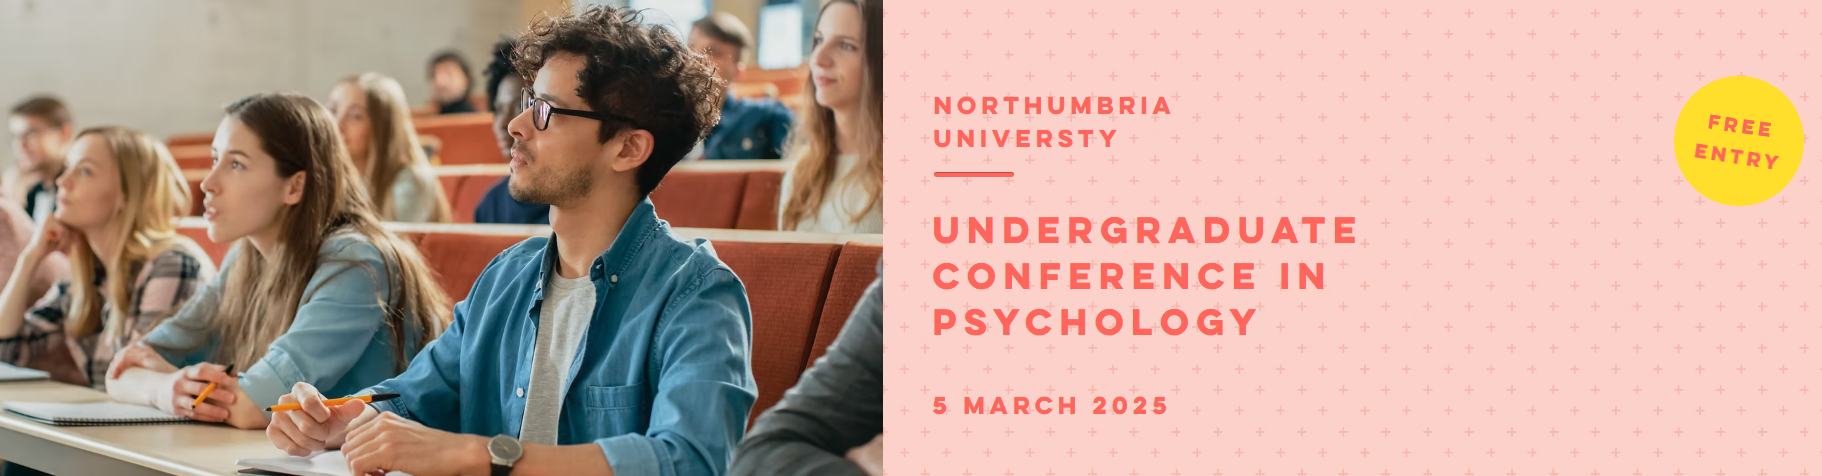 NORTHUMBRIA
UNIVERSTY
UNDERGRADUATE
CONFERENCE IN
PSYCHOLOGY
5 MARCH 2025
FREE
ENTRY